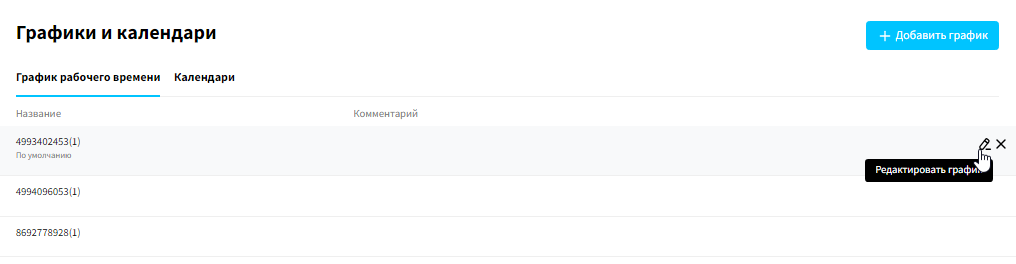 Графики и календари
+ Добавить график
График рабочего времени Календари
Название Комментарий
4993402453(1)
По умолчанию
Редактировать график
4994096053(1)
8692778928(1)